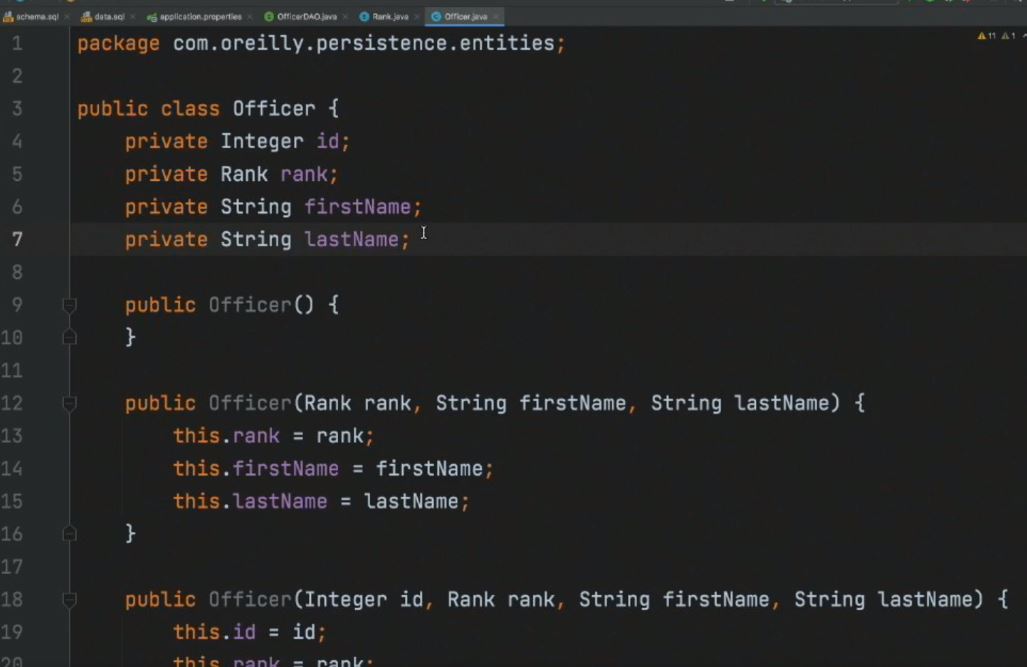 schema.sql data.sql application.properties OfficerDAO.java Rank.java Officer.java
11 1
1 package com.oreilly.persistence.entities;
2
3 public class Officer {
4 private Integer id;
5 private Rank rank;
6 private String firstName;
7 private String lastName;
8
9 public Officer() {
10 }
11
12 public Officer(Rank rank, String firstName, String lastName) {
13 this.rank = rank;
14 this.firstName = firstName;
15 this.lastName = lastName;
16 }
17
18 public Officer(Integer id, Rank rank, String firstName, String lastName) {
19 this.id = id;
20 this.rank = rank;